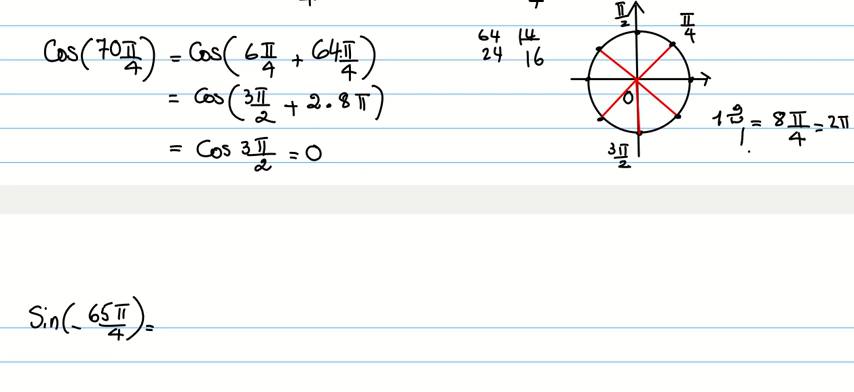 Cos(70π/4) = Cos(6π/4 + 64π/4)
= Cos(3π/2 + 2·8π)
= Cos 3π/2 = 0
64 14
24 16
π/2
π/4
0
3π/2
= 8π/4 = 2π
Sin(-65π/4) =